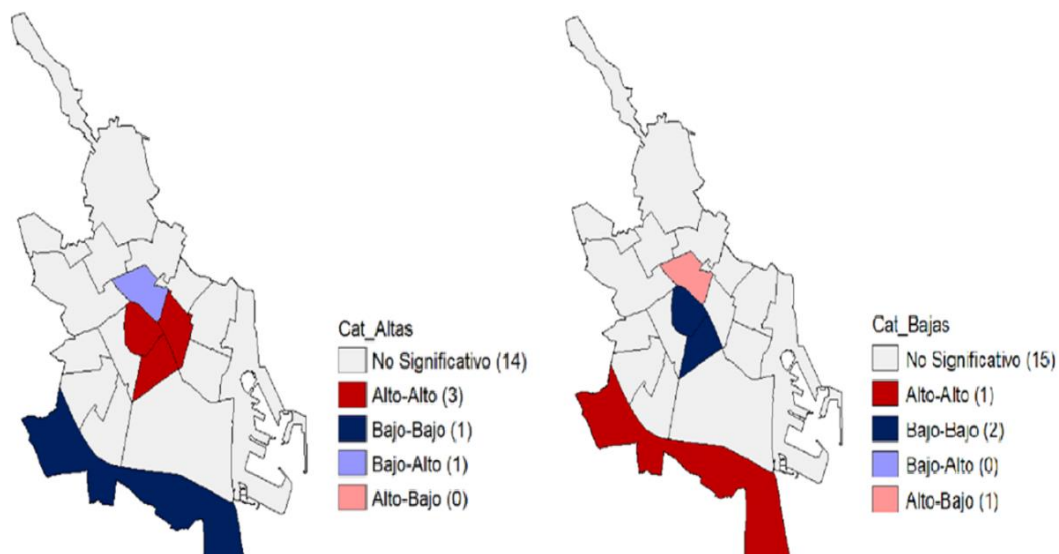 Cat_Altas
No Significativo (14)
Alto-Alto (3)
Bajo-Bajo (1)
Bajo-Alto (1)
Alto-Bajo (0)
Cat_Bajas
No Significativo (15)
Alto-Alto (1)
Bajo-Bajo (2)
Bajo-Alto (0)
Alto-Bajo (1)